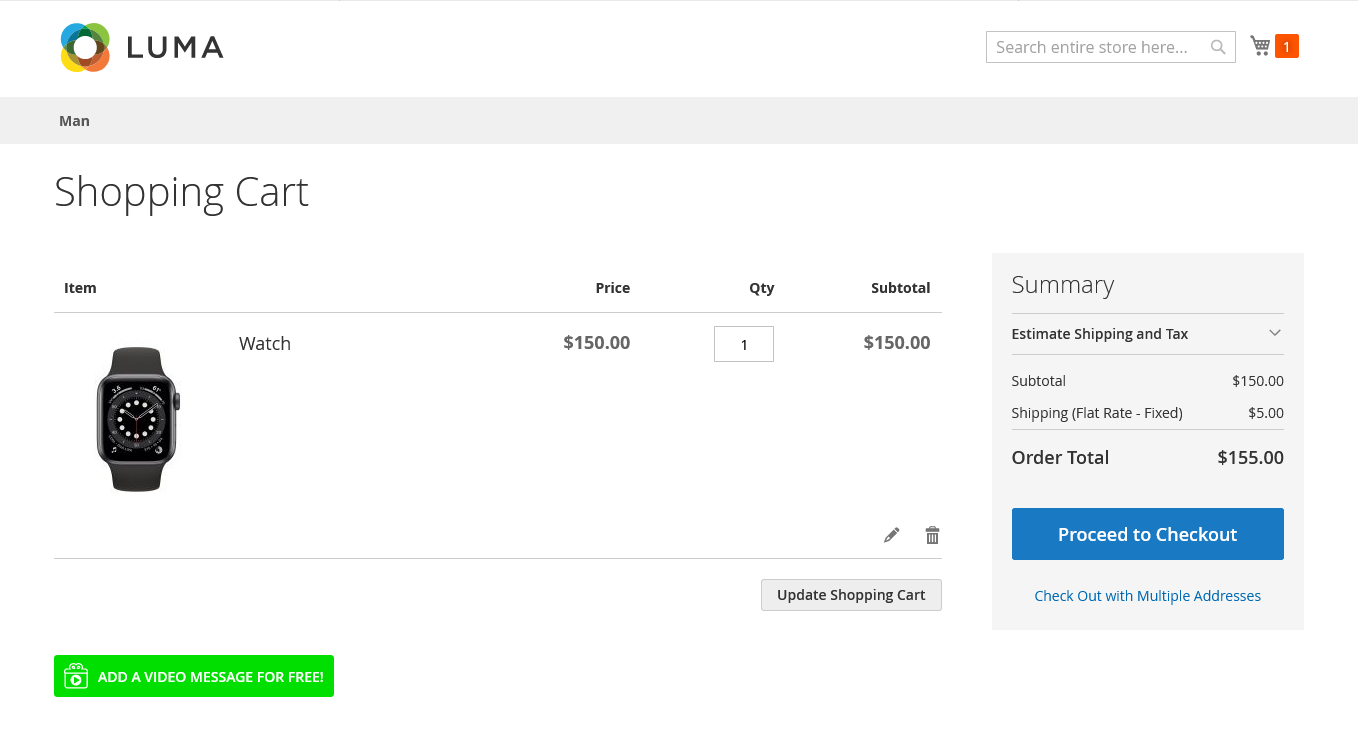 LUMA
Search entire store here...
1
Man
Shopping Cart
Item Price Qty Subtotal
Watch $150.00 1 $150.00
Update Shopping Cart
ADD A VIDEO MESSAGE FOR FREE!
Summary
Estimate Shipping and Tax
Subtotal $150.00
Shipping (Flat Rate - Fixed) $5.00
Order Total $155.00
Proceed to Checkout
Check Out with Multiple Addresses